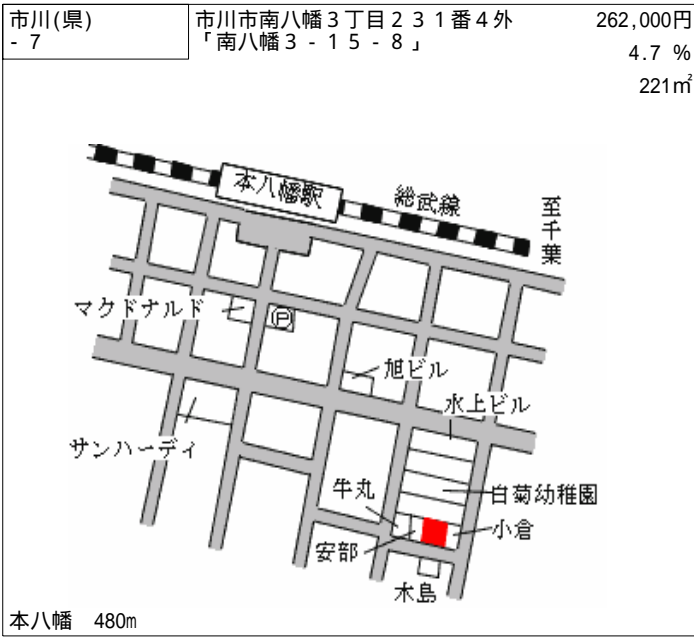 市川(県)
- 7
市川市南八幡３丁目２３１番４外
「南八幡３‐１５‐８」
262,000円
4.7 %
221㎡
本八幡駅
総武線
至千葉
マクドナルド
Ⓟ
旭ビル
水上ビル
サンハーディ
牛丸
白菊幼稚園
小倉
安部
木島
本八幡　480m